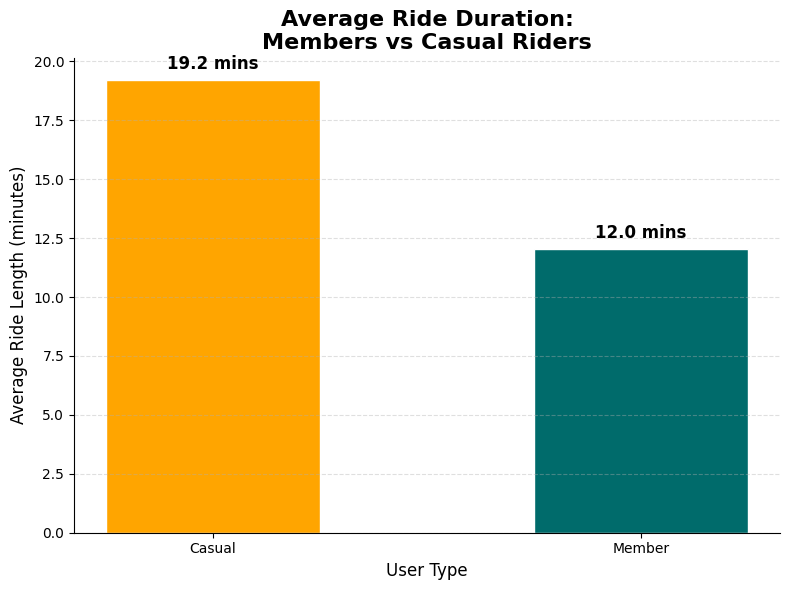 Average Ride Duration:
Members vs Casual Riders
Average Ride Length (minutes)
20.0
17.5
15.0
12.5
10.0
7.5
5.0
2.5
0.0
19.2 mins
12.0 mins
Casual
Member
User Type